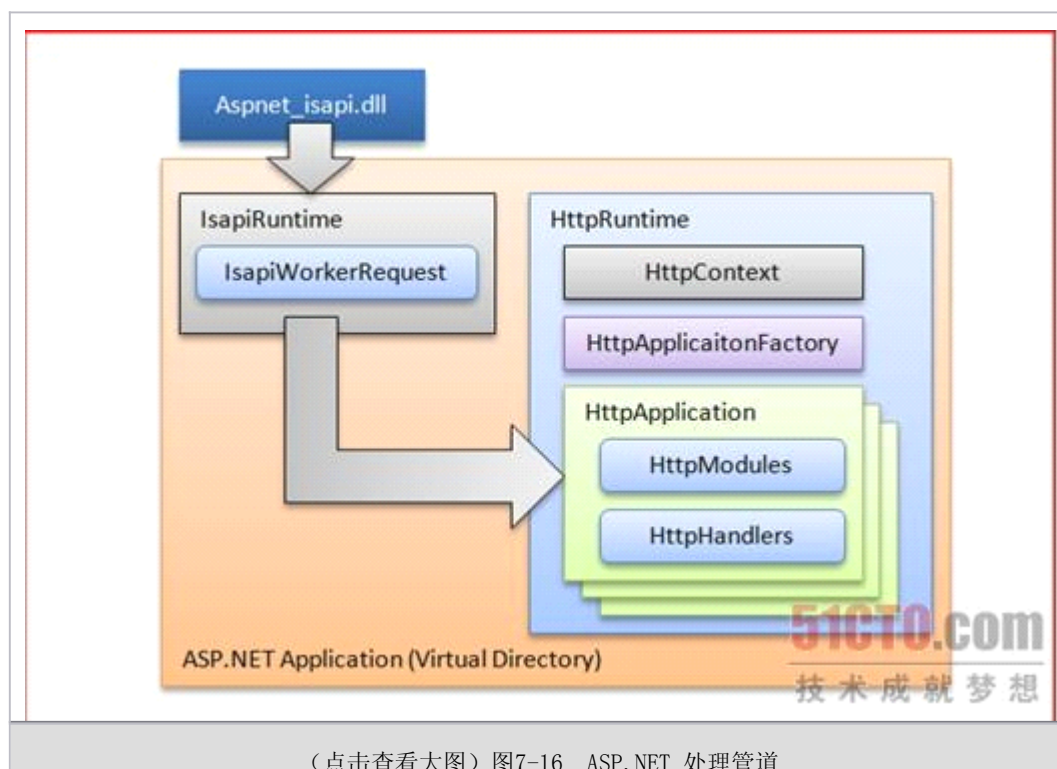 Aspnet_isapi.dll
IsapiRuntime
IsapiWorkerRequest
HttpRuntime
HttpContext
HttpApplicaitonFactory
HttpApplication
HttpModules
HttpHandlers
ASP.NET Application (Virtual Directory)
51CTO.com
技术成就梦想
(点击查看大图)图7-16 ASP.NET 处理管道